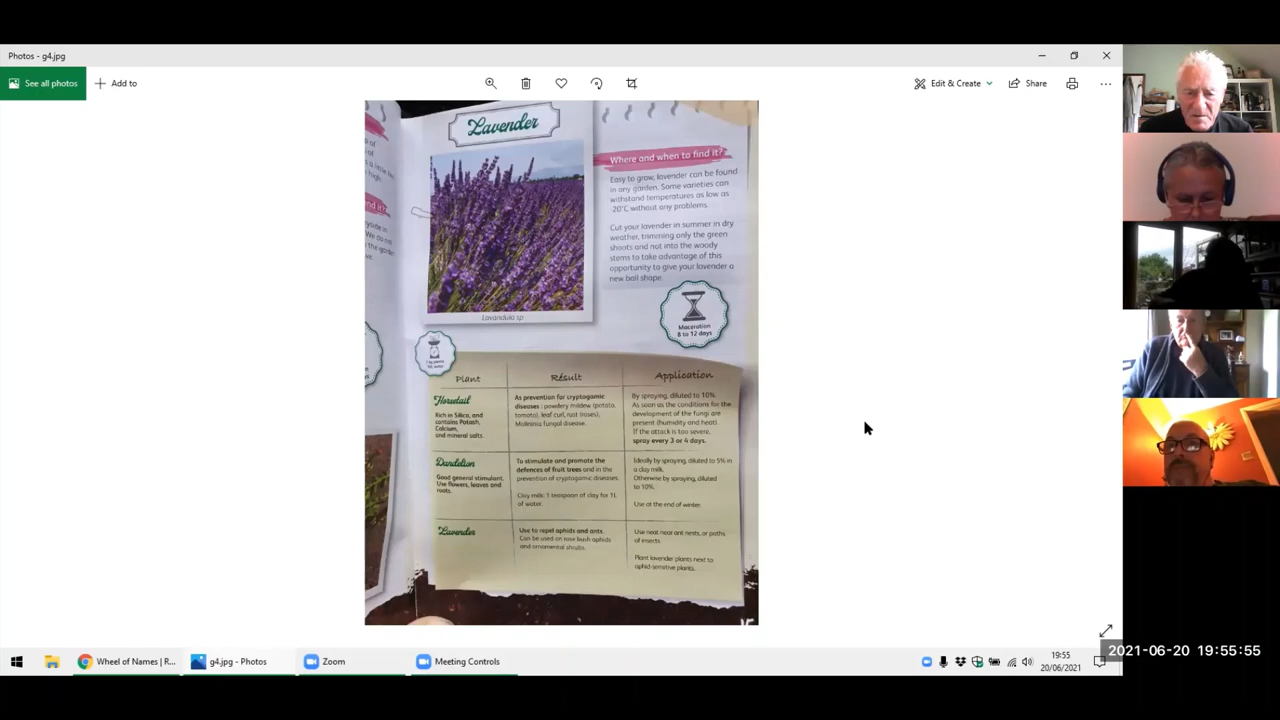 Photos - g4.jpg
See all photos
Add to
Edit & Create
Share
Lavender
Lavandula sp
Where and when to find it?
Easy to grow, lavender can be found
in any garden. Some varieties can
withstand temperatures as low as
-20°C without any problems.
Cut your lavender in summer in dry
weather, trimming only the green
shoots and not into the woody
stems to take advantage of this
opportunity to give your lavender a
new ball shape.
Maceration
8 to 12 days
Plant
Résult
Application
Horsetail
Rich in Silica, and
contains Potash,
Calcium,
and mineral salts.
As prevention for cryptogamic
diseases : powdery mildew (potato,
tomato), leaf curl, rust (roses),
fungal disease.
By spraying, diluted to 10%.
As soon as the conditions for the
development of the fungi are
present (humidity and heat)
If the attack is too severe,
spray every 3 or 4 days.
Dandelion
Good general stimulant.
Use flowers, leaves and
roots.
To stimulate and promote the
defences of fruit trees and in the
prevention of cryptogamic diseases.
Clay milk: 1 teaspoon of clay for 1L
of water.
Ideally by spraying, diluted to 5% in
a clay milk.
Otherwise by spraying, diluted
to 10%.
Use at the end of winter.
Lavender
Use to repel aphids and ants.
Can be used on rose bush aphids
and ornamental shrubs.
Use neat near ant nests, or paths
of insects.
Plant lavender plants next to
aphid-sensitive plants.
Wheel of Names | R...
g4.jpg - Photos
Zoom
Meeting Controls
19:55
20/06/2021
2021-06-20 19:55:55